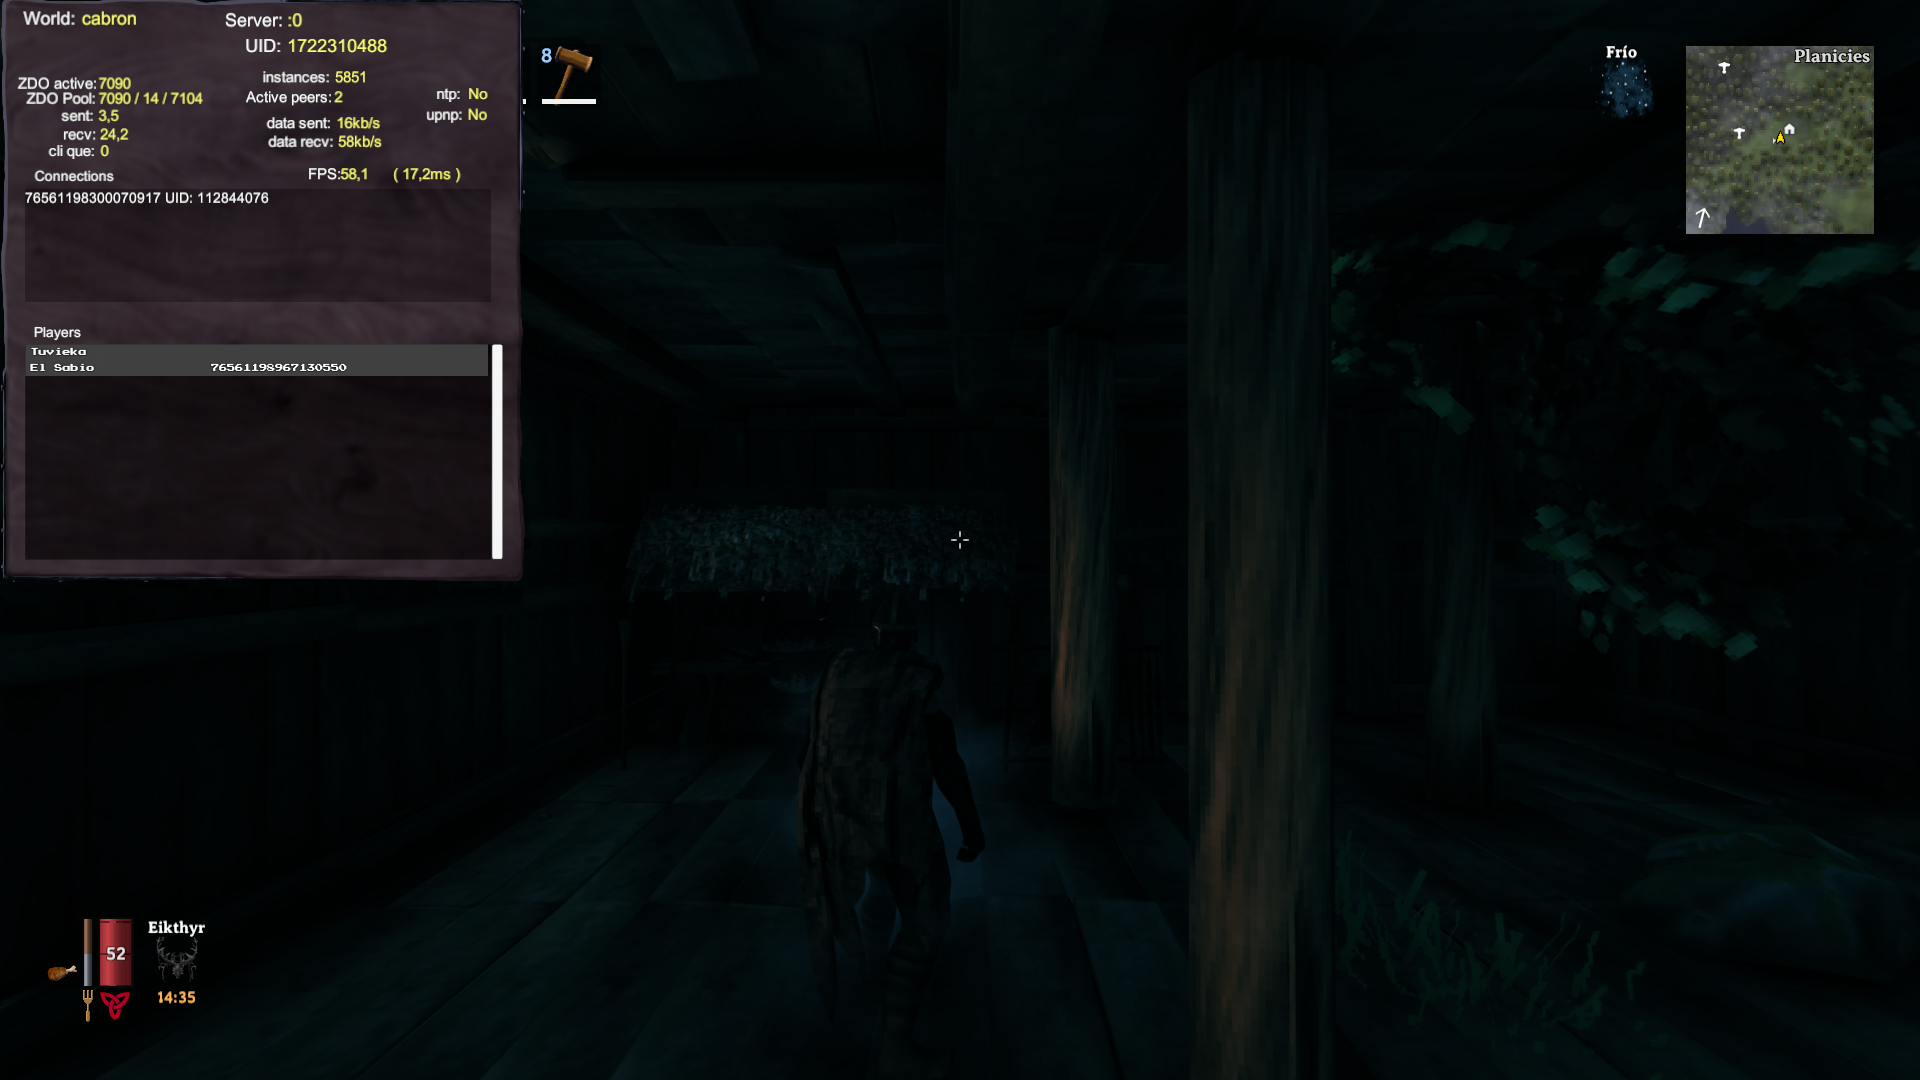 World: cabron
Server: :0
UID: 1722310488
8
ZDO active: 7090
ZDO Pool: 7090 / 14 / 7104
sent: 3,5
recv: 24,2
cli que: 0
instances: 5851
Active peers: 2
data sent: 16kb/s
data recv: 58kb/s
ntp: No
upnp: No
FPS: 58,1 ( 17,2ms )
Connections
76561198300070917 UID: 112844076
Players
Tuvieka
El Sabio 76561198967130550
Frío
Planicies
52
Eikthyr
14:35